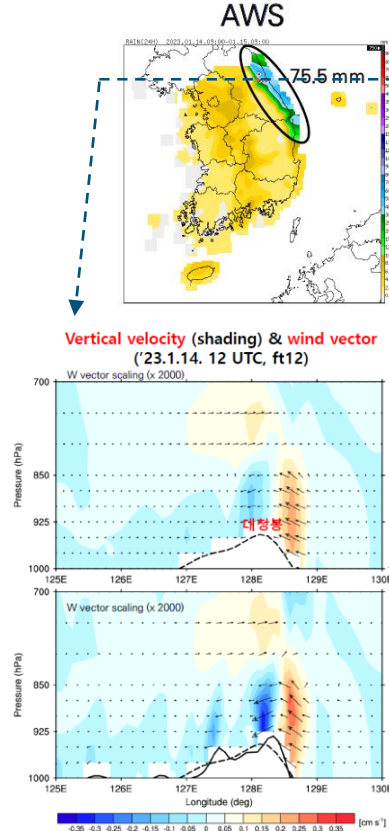 AWS
RAIN(24H) 2023.01.14.09:00-01.15.09:00
75.5 mm
Vertical velocity (shading) & wind vector
('23.1.14. 12 UTC, ft12)
W vector scaling (x 2000)
700
800
850
925
1000
Pressure (hPa)
대청봉
125E 126E 127E 128E 129E 130E
W vector scaling (x 2000)
700
800
850
925
1000
Pressure (hPa)
125E 126E 127E 128E 129E 130E
Longitude (deg)
-0.35 -0.3 -0.25 -0.2 -0.15 -0.1 -0.05 0 0.05 0.1 0.15 0.2 0.25 0.3 0.35 [cm s⁻¹]